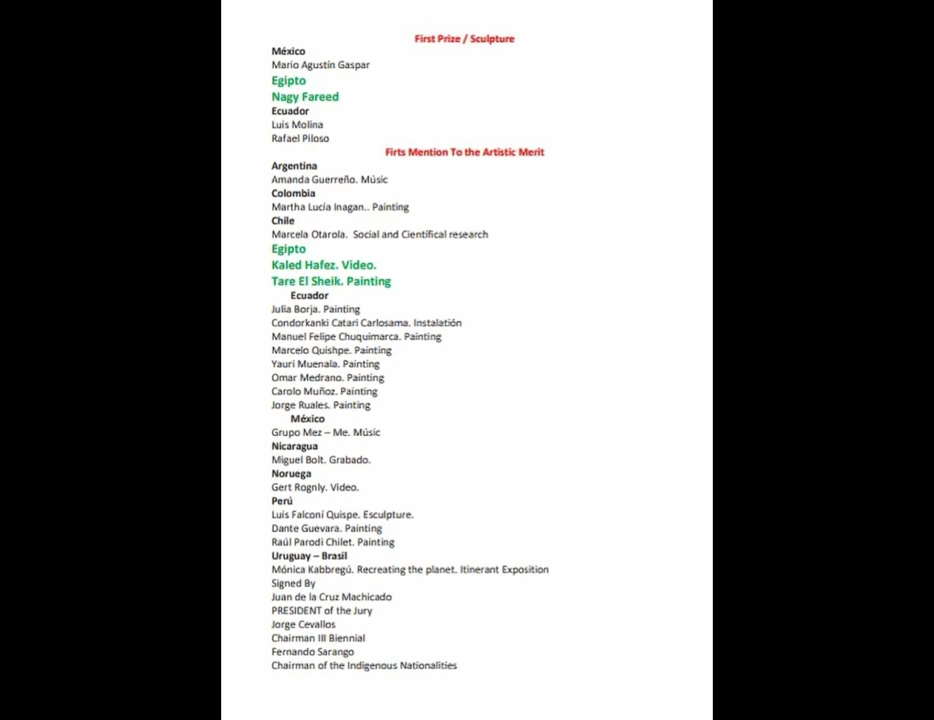 First Prize / Sculpture
México
Mario Agustín Gaspar
Egipto
Nagy Fareed
Ecuador
Luis Molina
Rafael Piloso
Firts Mention To the Artistic Merit
Argentina
Amanda Guerreño. Músic
Colombia
Martha Lucía Inagan.. Painting
Chile
Marcela Otarola.  Social and Cientifical research
Egipto
Kaled Hafez. Video.
Tare El Sheik. Painting
Ecuador
Julia Borja. Painting
Condorkanki Catari Carlosama. Instalatión
Manuel Felipe Chuquimarca. Painting
Marcelo Quishpe. Painting
Yauri Muenala. Painting
Omar Medrano. Painting
Carolo Muñoz. Painting
Jorge Ruales. Painting
México
Grupo Mez – Me. Músic
Nicaragua
Miguel Bolt. Grabado.
Noruega
Gert Rognly. Video.
Perú
Luis Falconí Quispe. Esculpture.
Dante Guevara. Painting
Raúl Parodi Chilet. Painting
Uruguay – Brasil
Mónica Kabbregú. Recreating the planet. Itinerant Exposition
Signed By
Juan de la Cruz Machicado
PRESIDENT of the Jury
Jorge Cevallos
Chairman III Biennial
Fernando Sarango
Chairman of the Indigenous Nationalities